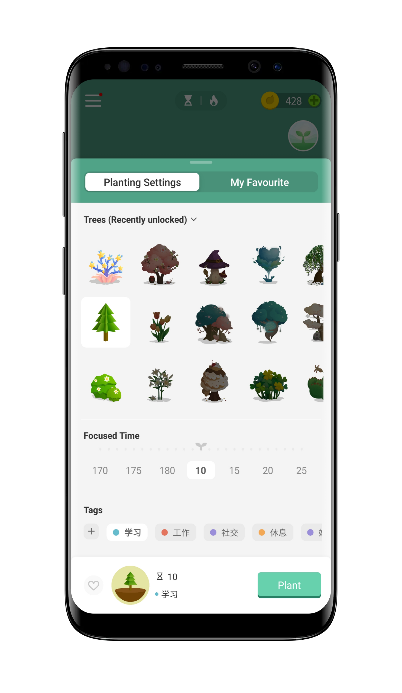 428
Planting Settings My Favourite
Trees (Recently unlocked)
Focused Time
170 175 180 10 15 20 25
Tags
+ 学习 工作 社交 休息
10
学习
Plant